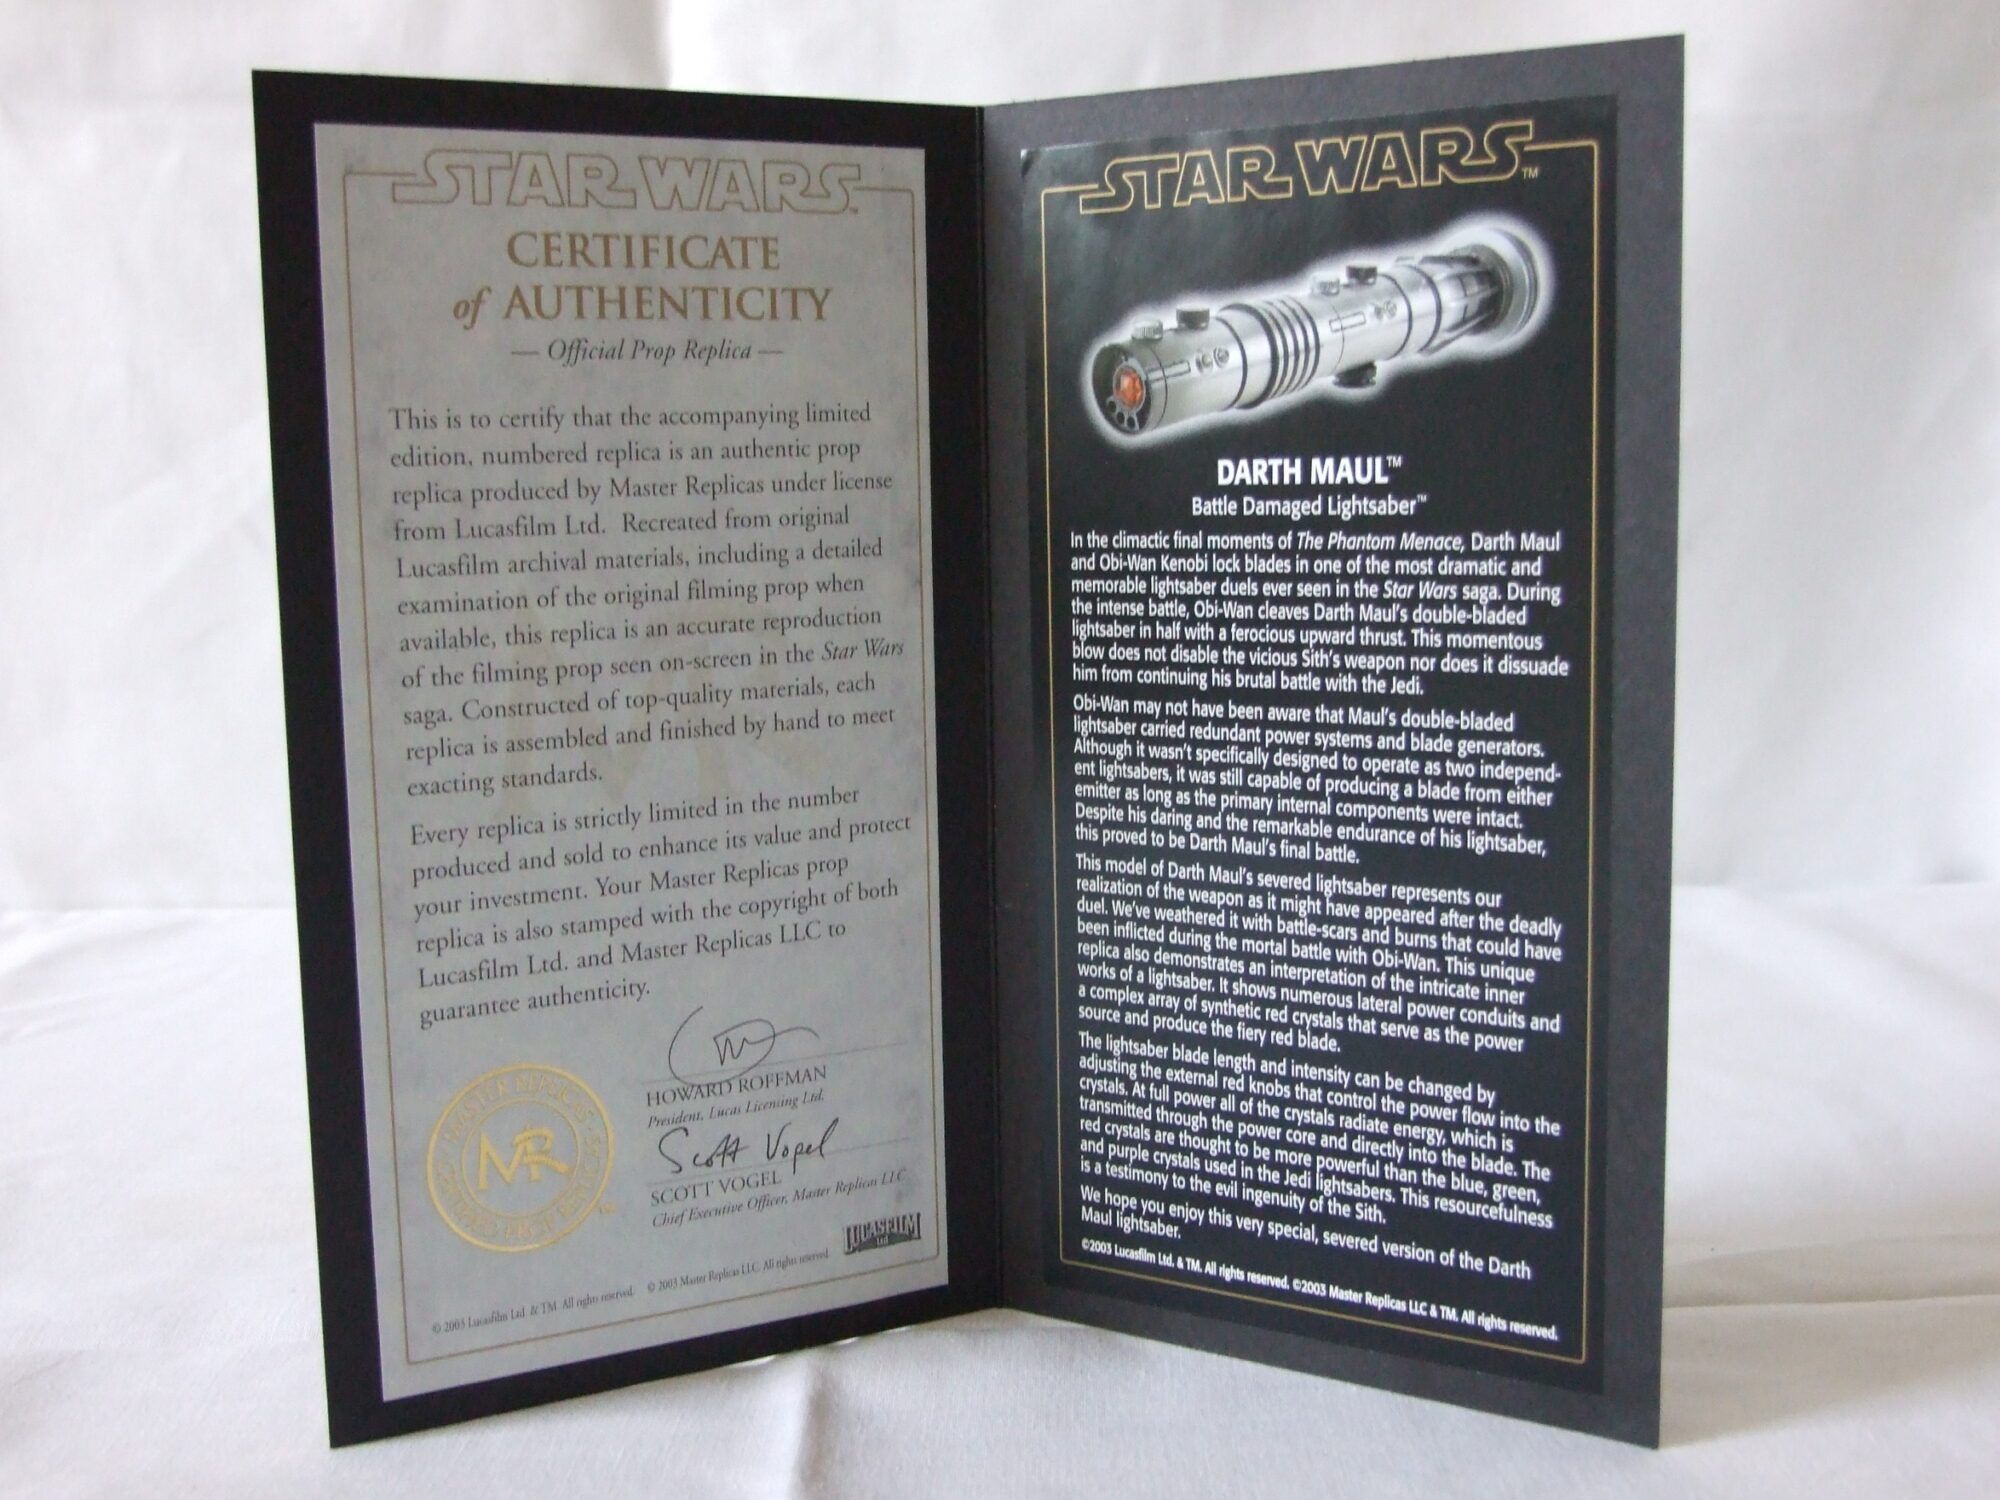 STAR WARS
CERTIFICATE
of AUTHENTICITY
— Official Prop Replica —
This is to certify that the accompanying limited
edition, numbered replica is an authentic prop
replica produced by Master Replicas under license
from Lucasfilm Ltd. Recreated from original
Lucasfilm archival materials, including a detailed
examination of the original filming prop when
available, this replica is an accurate reproduction
of the filming prop seen on-screen in the Star Wars
saga. Constructed of top-quality materials, each
replica is assembled and finished by hand to meet
exacting standards.
Every replica is strictly limited in the number
produced and sold to enhance its value and protect
your investment. Your Master Replicas prop
replica is also stamped with the copyright of both
Lucasfilm Ltd. and Master Replicas LLC to
guarantee authenticity.
MASTER REPLICAS
MR
HOWARD ROFFMAN
President, Lucas Licensing Ltd.
Scott Vogel
SCOTT VOGEL
Chief Executive Officer, Master Replicas LLC
LUCASFILM
Ltd
© 2003 Lucasfilm Ltd. & TM. All rights reserved. © 2003 Master Replicas LLC. All rights reserved.
STAR WARS™
DARTH MAUL™
Battle Damaged Lightsaber™
In the climactic final moments of The Phantom Menace, Darth Maul
and Obi-Wan Kenobi lock blades in one of the most dramatic and
memorable lightsaber duels ever seen in the Star Wars saga. During
the intense battle, Obi-Wan cleaves Darth Maul's double-bladed
lightsaber in half with a ferocious upward thrust. This momentous
blow does not disable the vicious Sith's weapon nor does it dissuade
him from continuing his brutal battle with the Jedi.
Obi-Wan may not have been aware that Maul's double-bladed
lightsaber carried redundant power systems and blade generators.
Although it wasn't specifically designed to operate as two independ-
ent lightsabers, it was still capable of producing a blade from either
emitter as long as the primary internal components were intact.
Despite his daring and the remarkable endurance of his lightsaber,
this proved to be Darth Maul's final battle.
This model of Darth Maul's severed lightsaber represents our
realization of the weapon as it might have appeared after the deadly
duel. We've weathered it with battle-scars and burns that could have
been inflicted during the mortal battle with Obi-Wan. This unique
replica also demonstrates an interpretation of the intricate inner
works of a lightsaber. It shows numerous lateral power conduits and
a complex array of synthetic red crystals that serve as the power
source and produce the fiery red blade.
The lightsaber blade length and intensity can be changed by
adjusting the external red knobs that control the power flow into the
crystals. At full power all of the crystals radiate energy, which is
transmitted through the power core and directly into the blade. The
red crystals are thought to be more powerful than the blue, green,
and purple crystals used in the Jedi lightsabers. This resourcefulness
is a testimony to the evil ingenuity of the Sith.
We hope you enjoy this very special, severed version of the Darth
Maul lightsaber.
©2003 Lucasfilm Ltd. & TM. All rights reserved. ©2003 Master Replicas LLC & TM. All rights reserved.